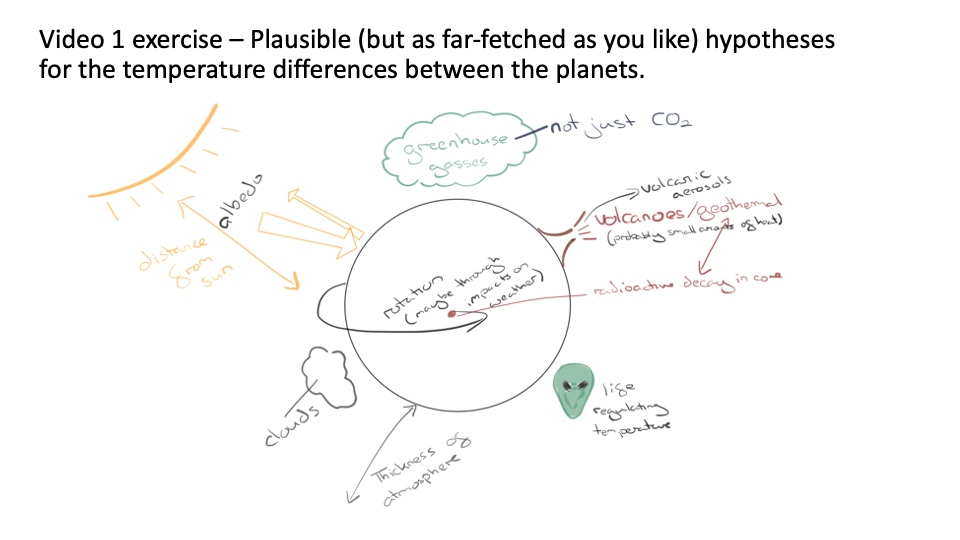 Video 1 exercise – Plausible (but as far-fetched as you like) hypotheses
for the temperature differences between the planets.
greenhouse
gasses
not just CO2
albedo
distance
from
sun
volcanic
aerosols
volcanoes/geothermal
(probably small amounts of heat)
radioactive decay in core
rotation
(maybe through
impacts on
weather)
clouds
Thickness of
atmosphere
life
regulating
temperature